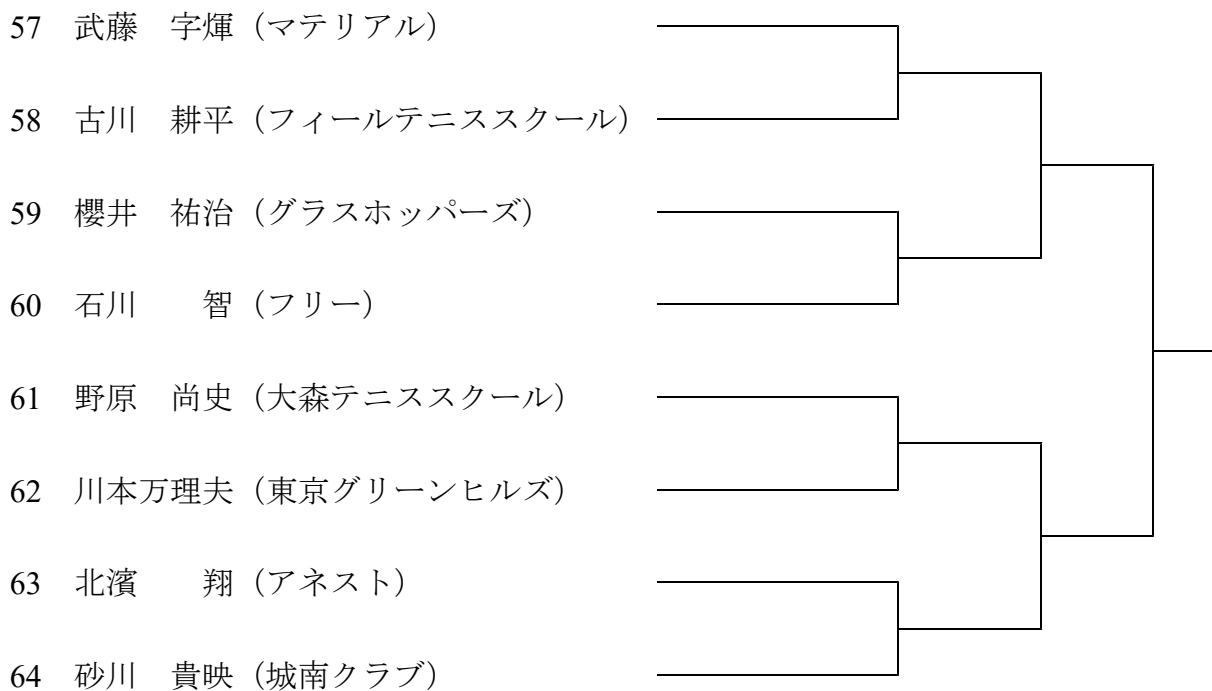 57 武藤 字煇（マテリアル）
58 古川 耕平（フィールテニススクール）
59 櫻井 祐治（グラスホッパーズ）
60 石川 智（フリー）
61 野原 尚史（大森テニススクール）
62 川本万理夫（東京グリーンヒルズ）
63 北濱 翔（アネスト）
64 砂川 貴映（城南クラブ）